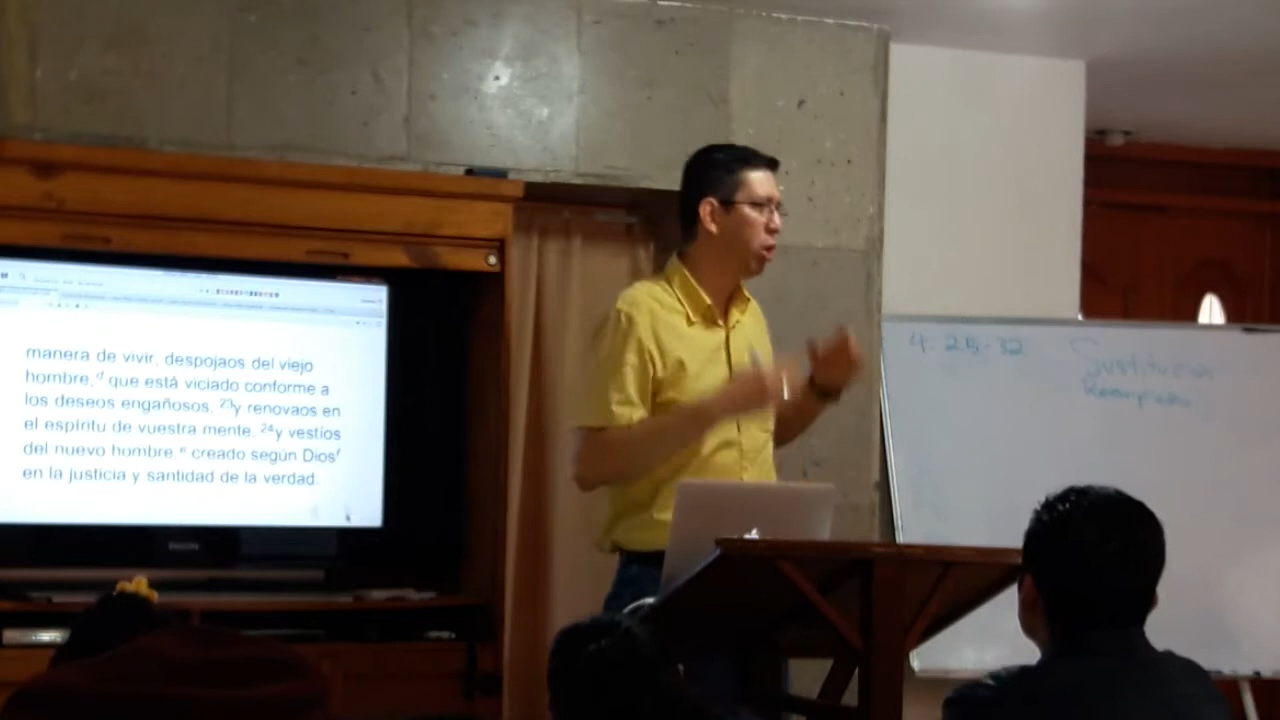 manera de vivir, despojaos del viejo
hombre,d que está viciado conforme a
los deseos engañosos, 23y renovaos en
el espíritu de vuestra mente, 24y vestíos
del nuevo hombre,e creado según Diosf
en la justicia y santidad de la verdad.
PHILIPS
4. 25-32
Sustitución